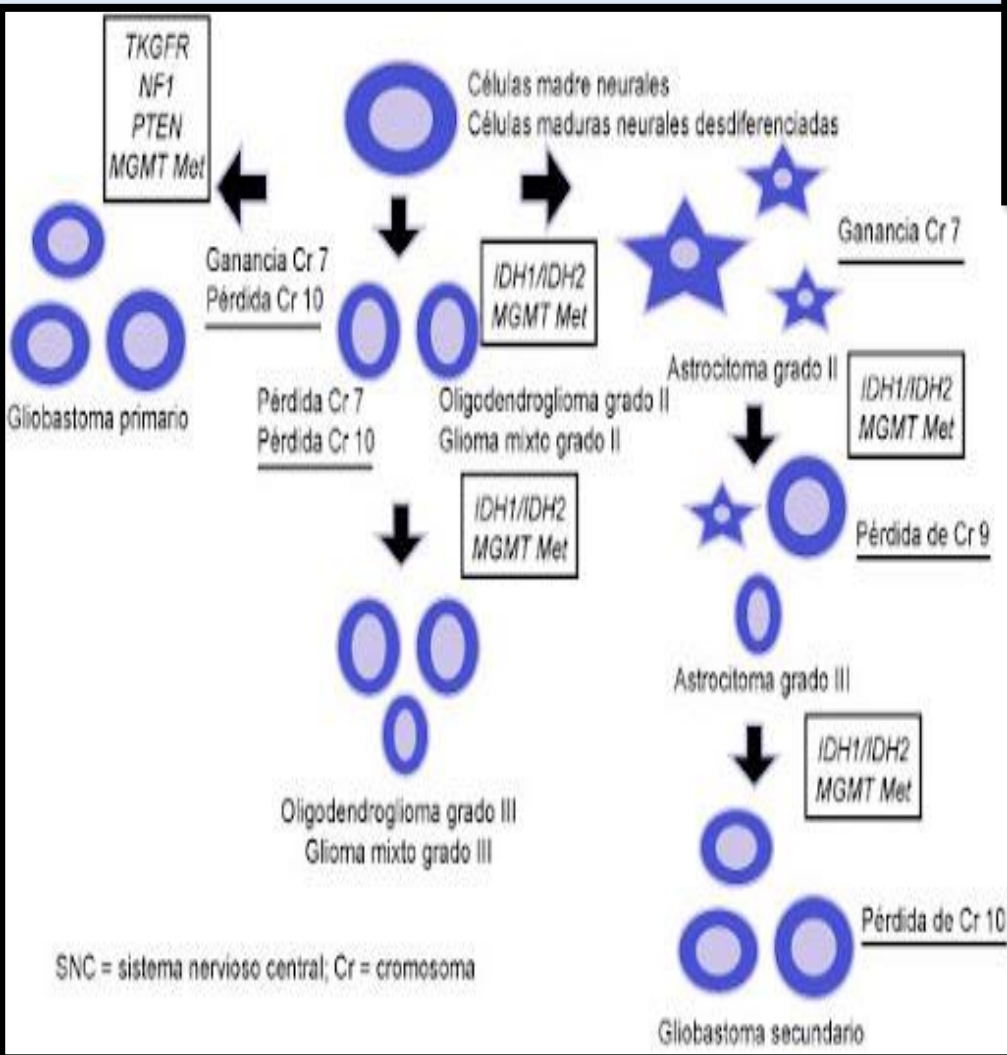 TKGFR
NF1
PTEN
MGMT Met
Células madre neurales
Células maduras neurales desdiferenciadas
Ganancia Cr 7
Pérdida Cr 10
Gliobastoma primario
IDH1/IDH2
MGMT Met
Pérdida Cr 7
Pérdida Cr 10
Oligodendroglioma grado II
Glioma mixto grado II
IDH1/IDH2
MGMT Met
Oligodendroglioma grado III
Glioma mixto grado III
Ganancia Cr 7
Astrocitoma grado II
IDH1/IDH2
MGMT Met
Pérdida de Cr 9
Astrocitoma grado III
IDH1/IDH2
MGMT Met
Pérdida de Cr 10
Gliobastoma secundario
SNC = sistema nervioso central; Cr = cromosoma